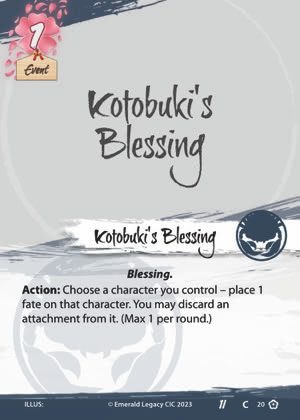 1
Event
Kotobuki's
Blessing
Kotobuki's Blessing
Blessing.
Action: Choose a character you control – place 1
fate on that character. You may discard an
attachment from it. (Max 1 per round.)
ILLUS: © Emerald Legacy CIC 2023 C 20